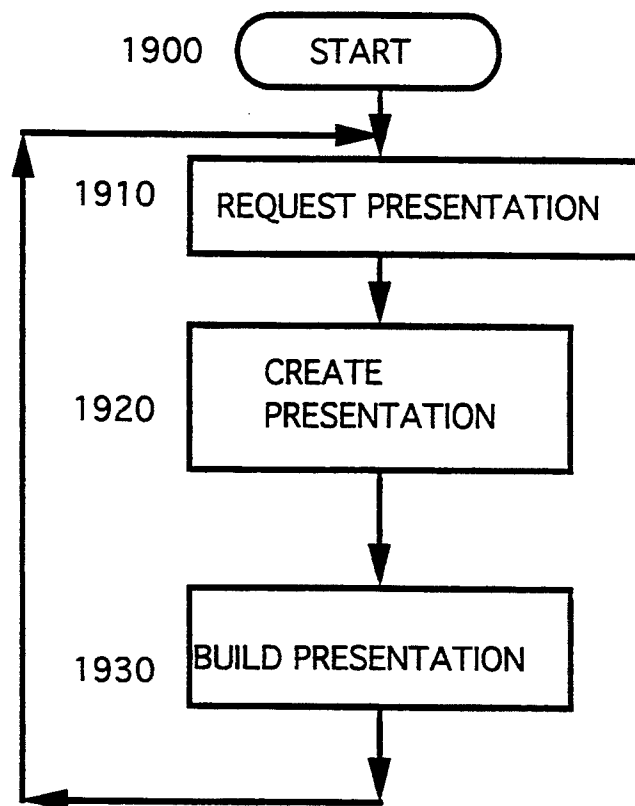 1900 START
1910 REQUEST PRESENTATION
CREATE
1920 PRESENTATION
1930 BUILD PRESENTATION